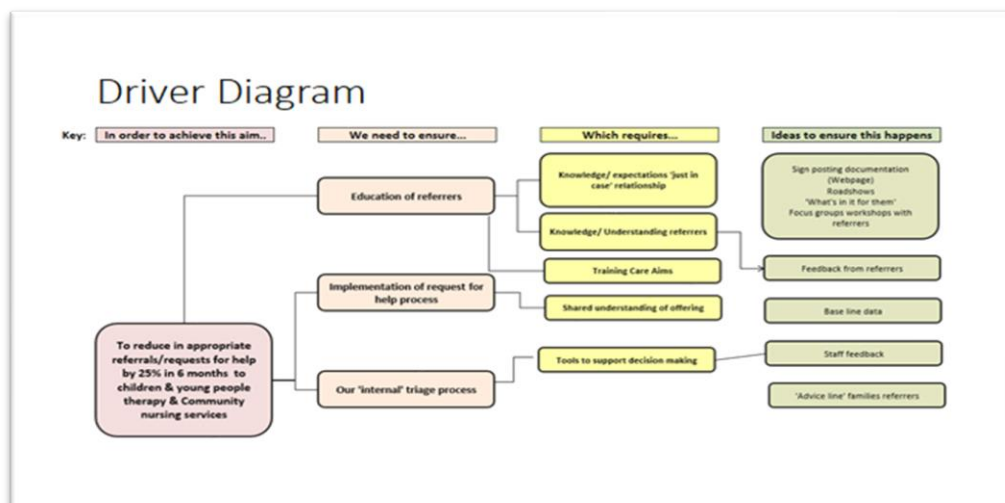 Driver Diagram
Key:
In order to achieve this aim..
We need to ensure...
Which requires...
Ideas to ensure this happens
To reduce in appropriate
referrals/requests for help
by 25% in 6 months to
children & young people
therapy & Community
nursing services
Education of referrers
Implementation of request for
help process
Our 'internal' triage process
Knowledge/ expectations 'just in
case' relationship
Knowledge/ Understanding referrers
Training Care Aims
Shared understanding of offering
Tools to support decision making
Sign posting documentation
(Webpage)
Roadshows
'What's in it for them'
Focus groups workshops with
referrers
Feedback from referrers
Base line data
Staff feedback
'Advice line' families referrers